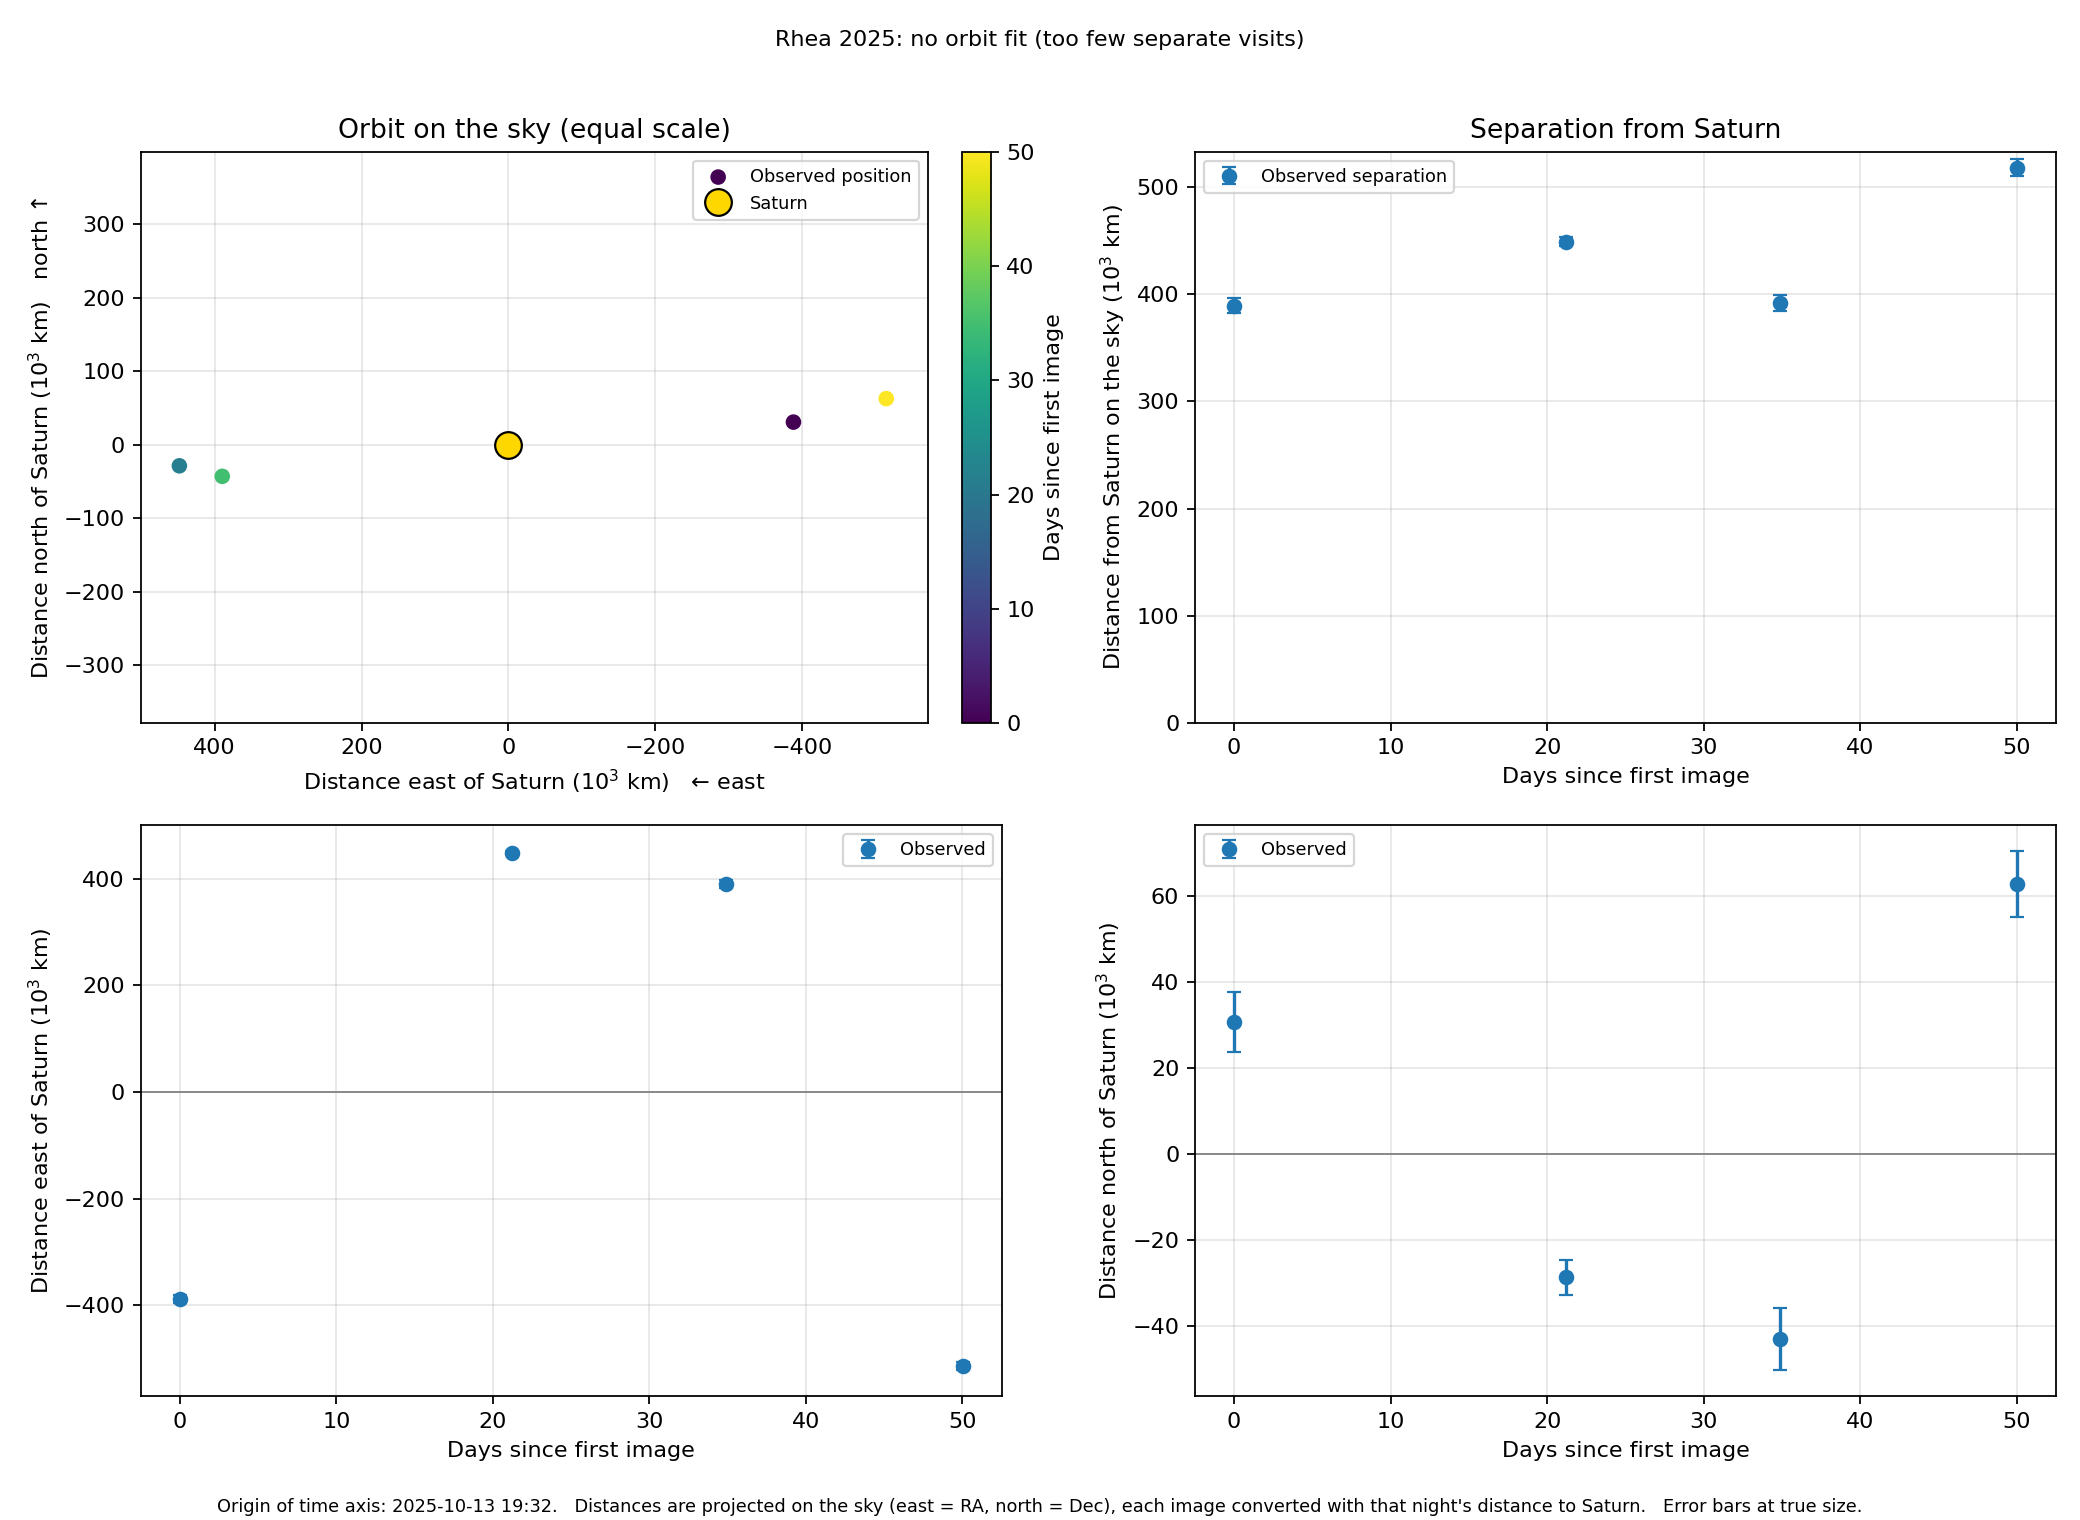 Rhea 2025: no orbit fit (too few separate visits)
Orbit on the sky (equal scale)
Distance north of Saturn (10³ km)   north ↑
300
200
100
0
−100
−200
−300
Observed position
Saturn
400
200
0
−200
−400
Distance east of Saturn (10³ km)   ← east
50
40
30
20
10
0
Days since first image
Separation from Saturn
Distance from Saturn on the sky (10³ km)
500
400
300
200
100
0
Observed separation
0
10
20
30
40
50
Days since first image
Distance east of Saturn (10³ km)
400
200
0
−200
−400
Observed
0
10
20
30
40
50
Days since first image
Distance north of Saturn (10³ km)
60
40
20
0
−20
−40
Observed
0
10
20
30
40
50
Days since first image
Origin of time axis: 2025-10-13 19:32.   Distances are projected on the sky (east = RA, north = Dec), each image converted with that night's distance to Saturn.   Error bars at true size.